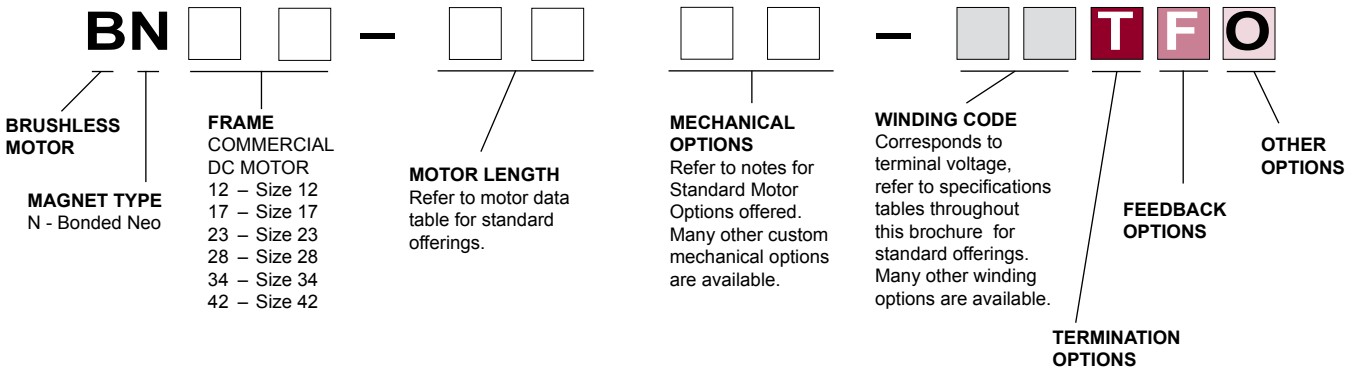 BN – – TFO
BRUSHLESS
MOTOR
MAGNET TYPE
N - Bonded Neo
FRAME
COMMERCIAL
DC MOTOR
12 – Size 12
17 – Size 17
23 – Size 23
28 – Size 28
34 – Size 34
42 – Size 42
MOTOR LENGTH
Refer to motor data
table for standard
offerings.
MECHANICAL
OPTIONS
Refer to notes for
Standard Motor
Options offered.
Many other custom
mechanical options
are available.
WINDING CODE
Corresponds to
terminal voltage,
refer to specifications
tables throughout
this brochure for
standard offerings.
Many other winding
options are available.
TERMINATION
OPTIONS
FEEDBACK
OPTIONS
OTHER
OPTIONS